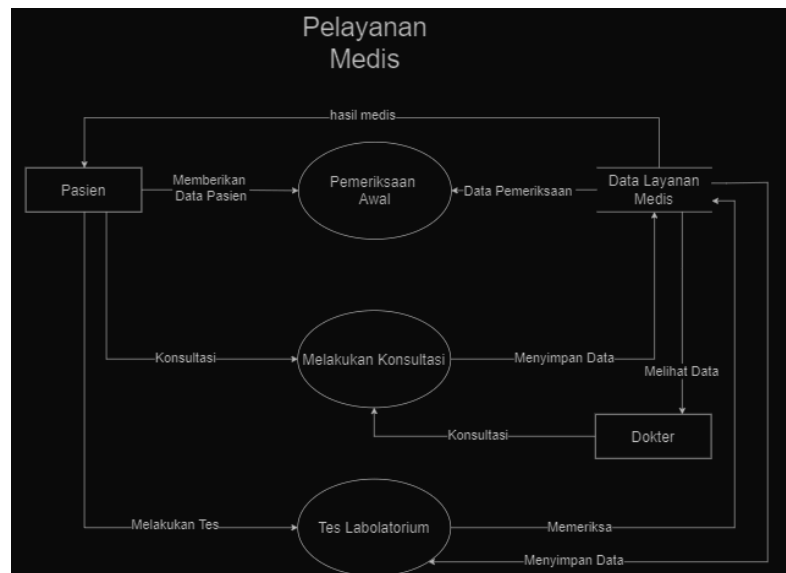 Pelayanan
Medis
hasil medis
Pasien
Memberikan
Data Pasien
Pemeriksaan
Awal
Data Pemeriksaan
Data Layanan
Medis
Konsultasi
Melakukan Konsultasi
Menyimpan Data
Melihat Data
Konsultasi
Dokter
Melakukan Tes
Tes Labolatorium
Memeriksa
Menyimpan Data